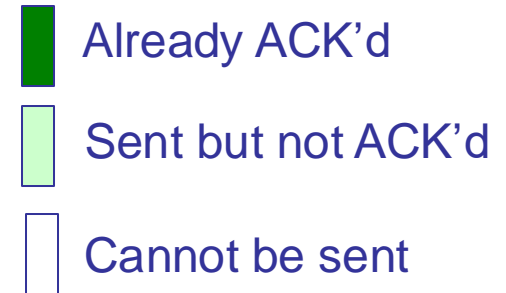 Already ACK’d
Sent but not ACK’d
Cannot be sent